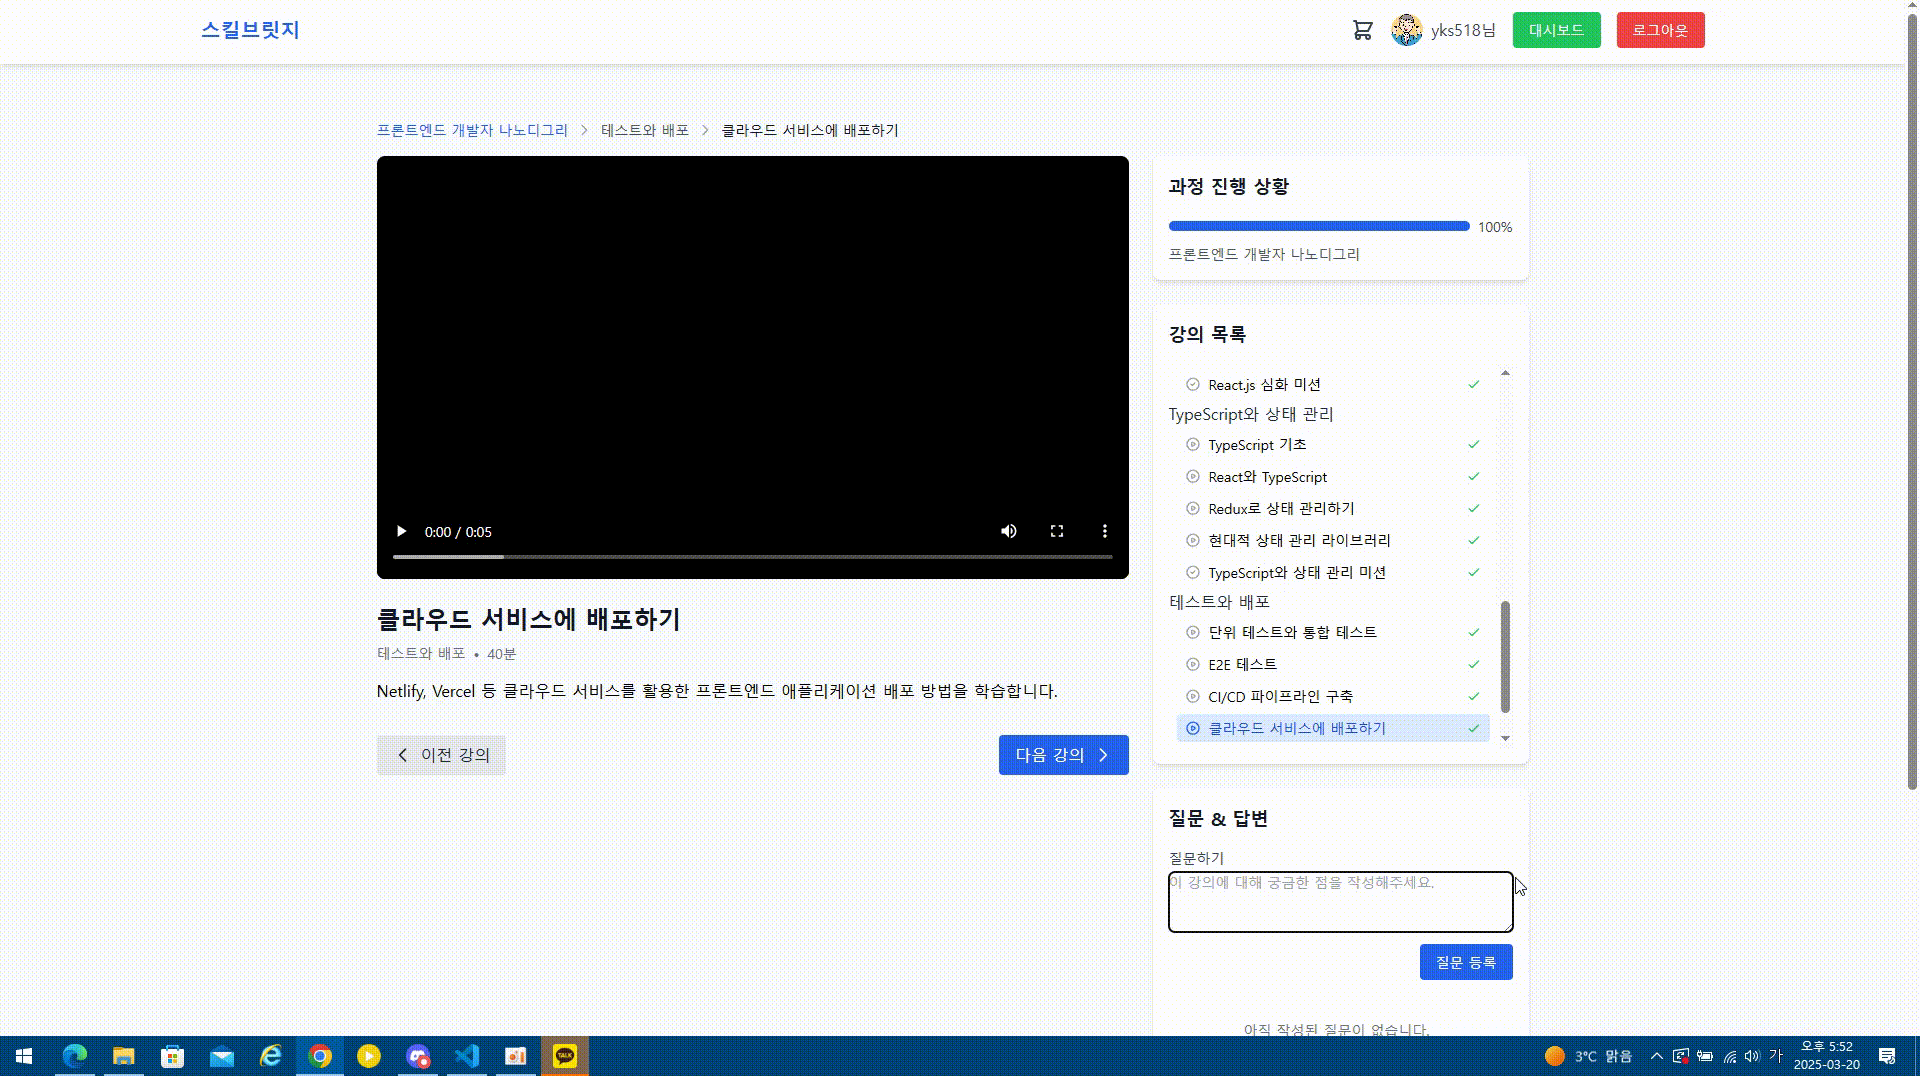 스킬브릿지
yks518님
대시보드
로그아웃
프론트엔드 개발자 나노디그리 > 테스트와 배포 > 클라우드 서비스에 배포하기
0:00 / 0:05
클라우드 서비스에 배포하기
테스트와 배포 • 40분
Netlify, Vercel 등 클라우드 서비스를 활용한 프론트엔드 애플리케이션 배포 방법을 학습합니다.
이전 강의
다음 강의
과정 진행 상황
100%
프론트엔드 개발자 나노디그리
강의 목록
React.js 심화 미션
TypeScript와 상태 관리
TypeScript 기초
React와 TypeScript
Redux로 상태 관리하기
현대적 상태 관리 라이브러리
TypeScript와 상태 관리 미션
테스트와 배포
단위 테스트와 통합 테스트
E2E 테스트
CI/CD 파이프라인 구축
클라우드 서비스에 배포하기
질문 & 답변
질문하기
이 강의에 대해 궁금한 점을 작성해주세요.
질문 등록
아직 작성된 질문이 없습니다.
TALK
3°C 맑음
가
오후 5:52
2025-03-20